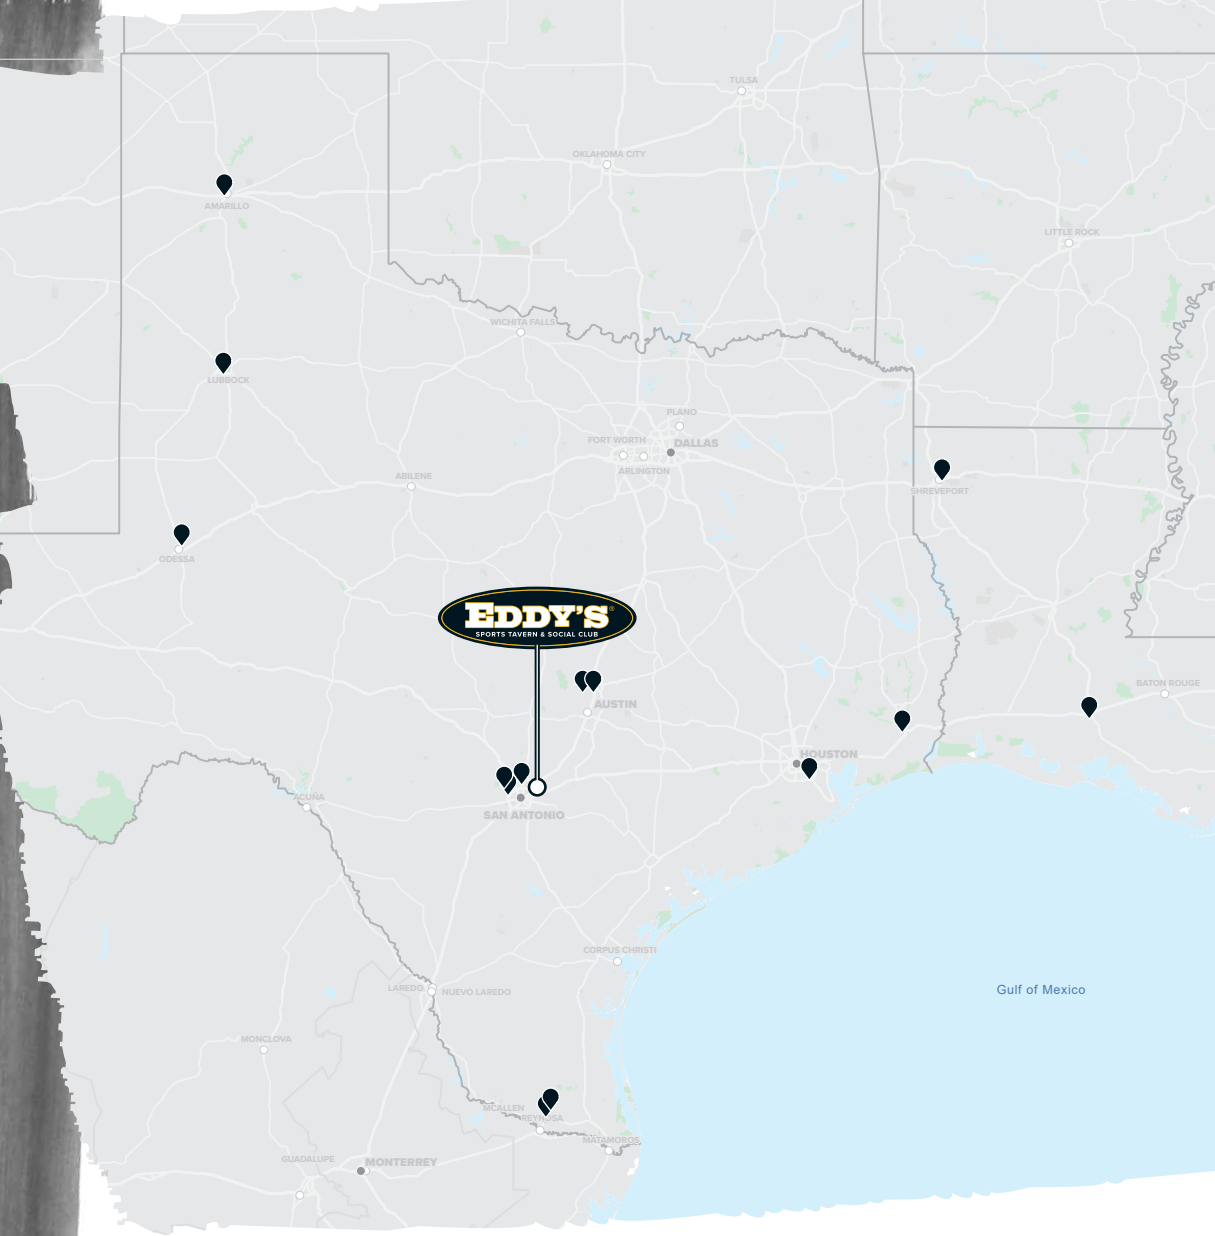 TULSA
OKLAHOMA CITY
AMARILLO
LITTLE ROCK
WICHITA FALLS
LUBBOCK
PLANO
FORT WORTH
DALLAS
ARLINGTON
ABILENE
SHREVEPORT
ODESSA
EDDY'S®
SPORTS TAVERN & SOCIAL CLUB
BATON ROUGE
AUSTIN
HOUSTON
ACUÑA
SAN ANTONIO
CORPUS CHRISTI
LAREDO
NUEVO LAREDO
Gulf of Mexico
MONCLOVA
MCALLEN
REYNOSA
MATAMOROS
GUADALUPE
MONTERREY